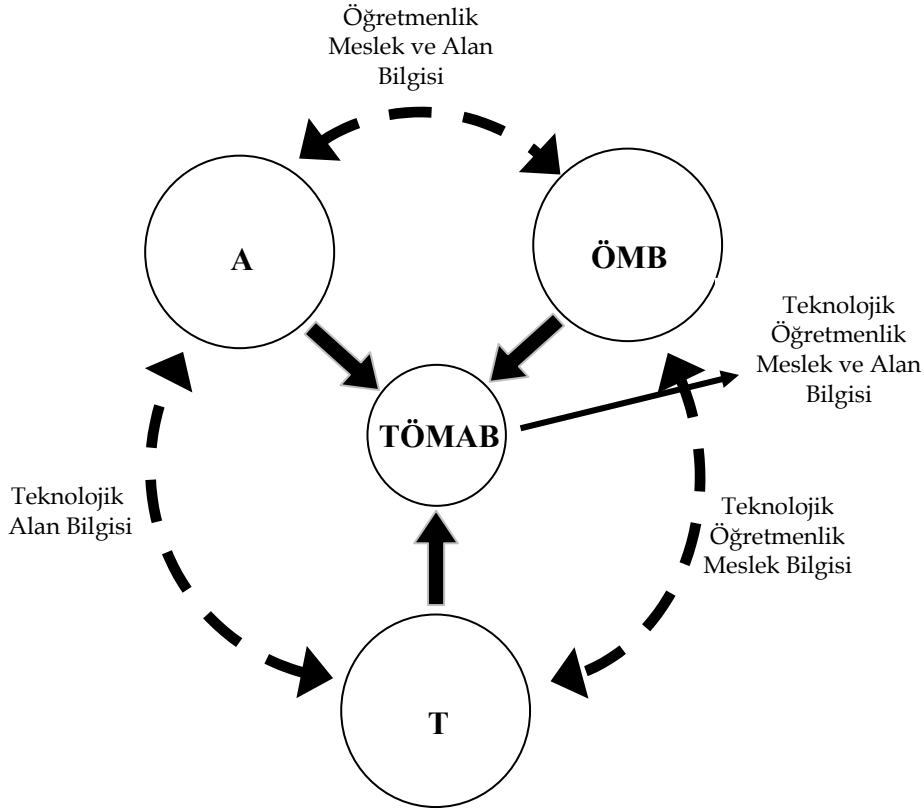 Öğretmenlik
Meslek ve Alan
Bilgisi
A
ÖMB
Teknolojik
Öğretmenlik
Meslek ve Alan
Bilgisi
TÖMAB
Teknolojik
Alan Bilgisi
Teknolojik
Öğretmenlik
Meslek Bilgisi
T